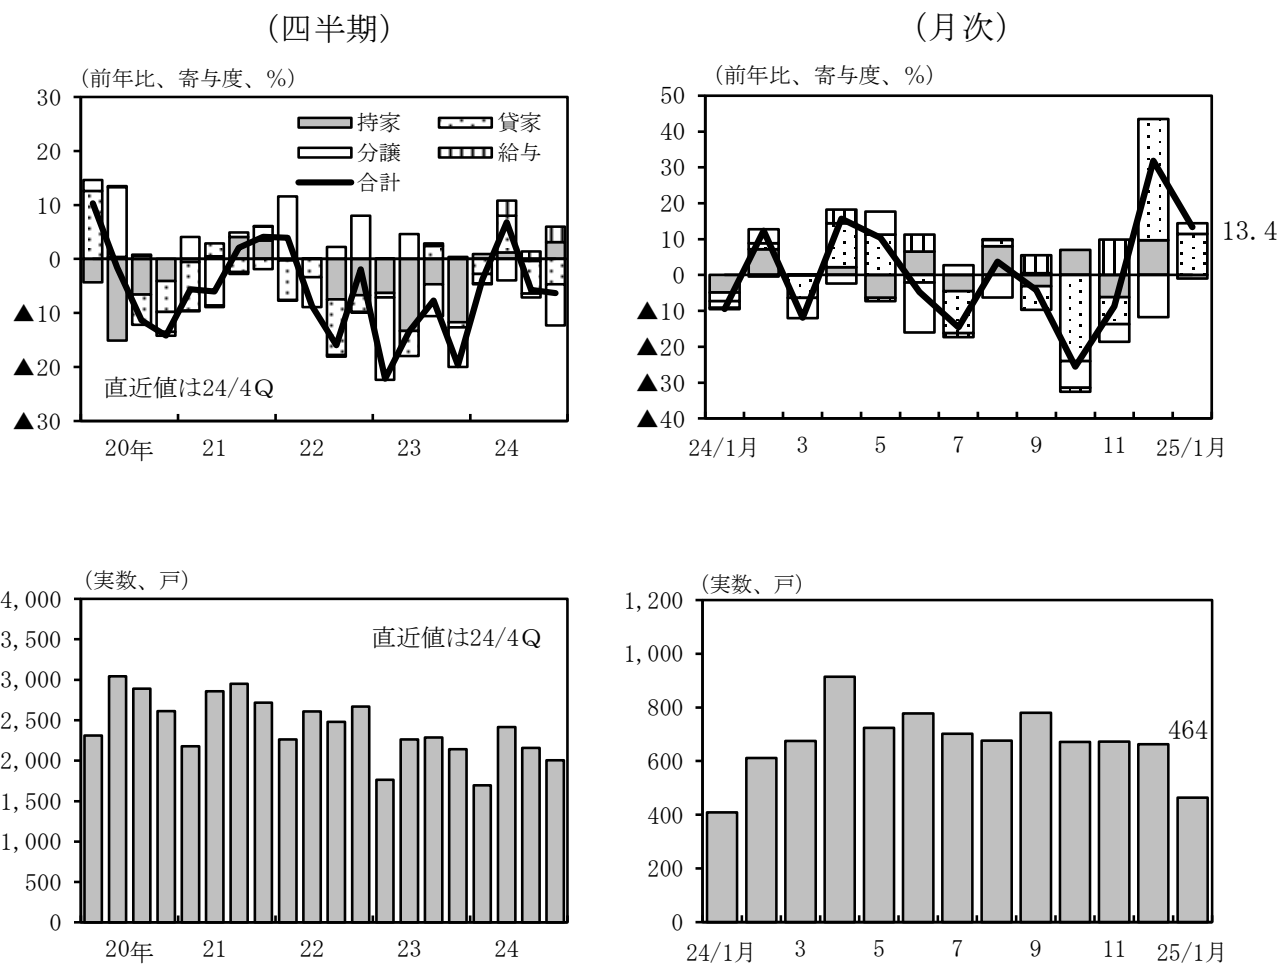 （四半期）
（前年比、寄与度、％）
30
20
10
0
▲10
▲20
▲30
持家
貸家
分譲
給与
合計
直近値は24/4Ｑ
20年
21
22
23
24
（月次）
（前年比、寄与度、％）
50
40
30
20
10
0
▲10
▲20
▲30
▲40
13.4
24/1月
3
5
7
9
11
25/1月
（実数、戸）
4,000
3,500
3,000
2,500
2,000
1,500
1,000
500
0
直近値は24/4Ｑ
20年
21
22
23
24
（実数、戸）
1,200
1,000
800
600
400
200
0
464
24/1月
3
5
7
9
11
25/1月